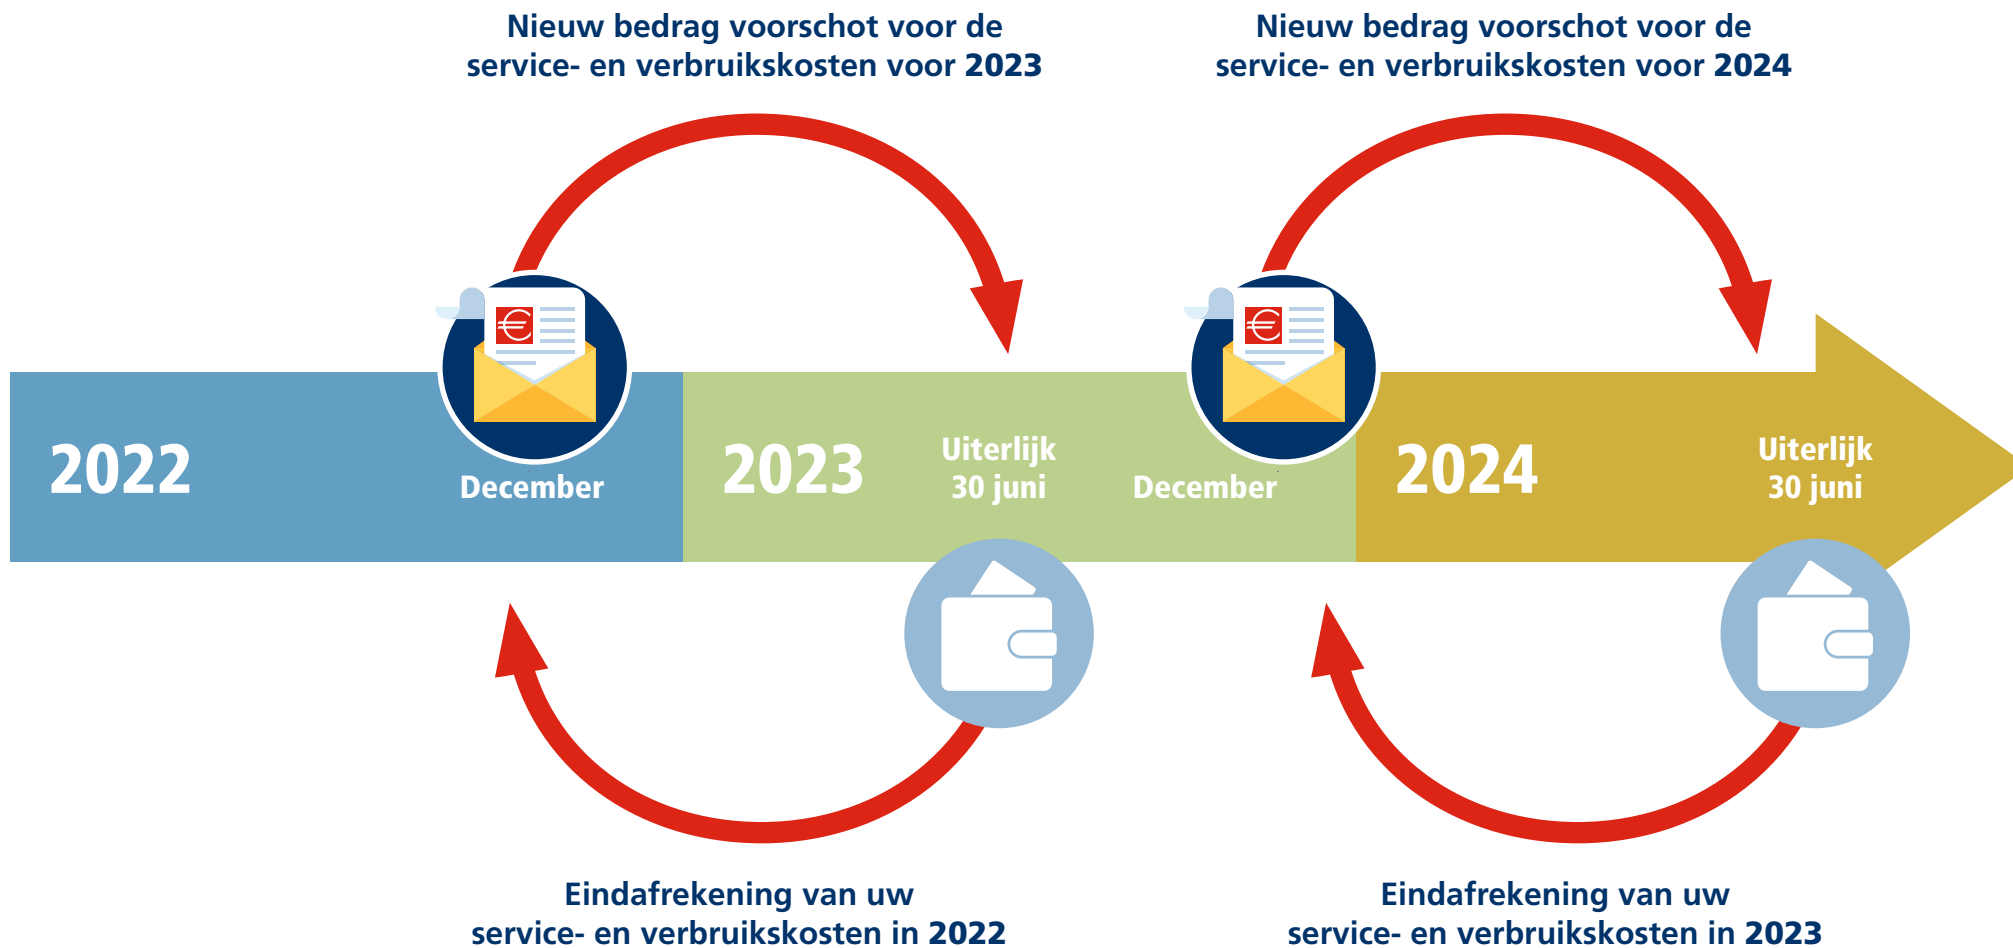 Nieuw bedrag voorschot voor de
service- en verbruikskosten voor 2023
Nieuw bedrag voorschot voor de
service- en verbruikskosten voor 2024
2022
December
2023
Uiterlijk
30 juni
December
2024
Uiterlijk
30 juni
Eindafrekening van uw
service- en verbruikskosten in 2022
Eindafrekening van uw
service- en verbruikskosten in 2023